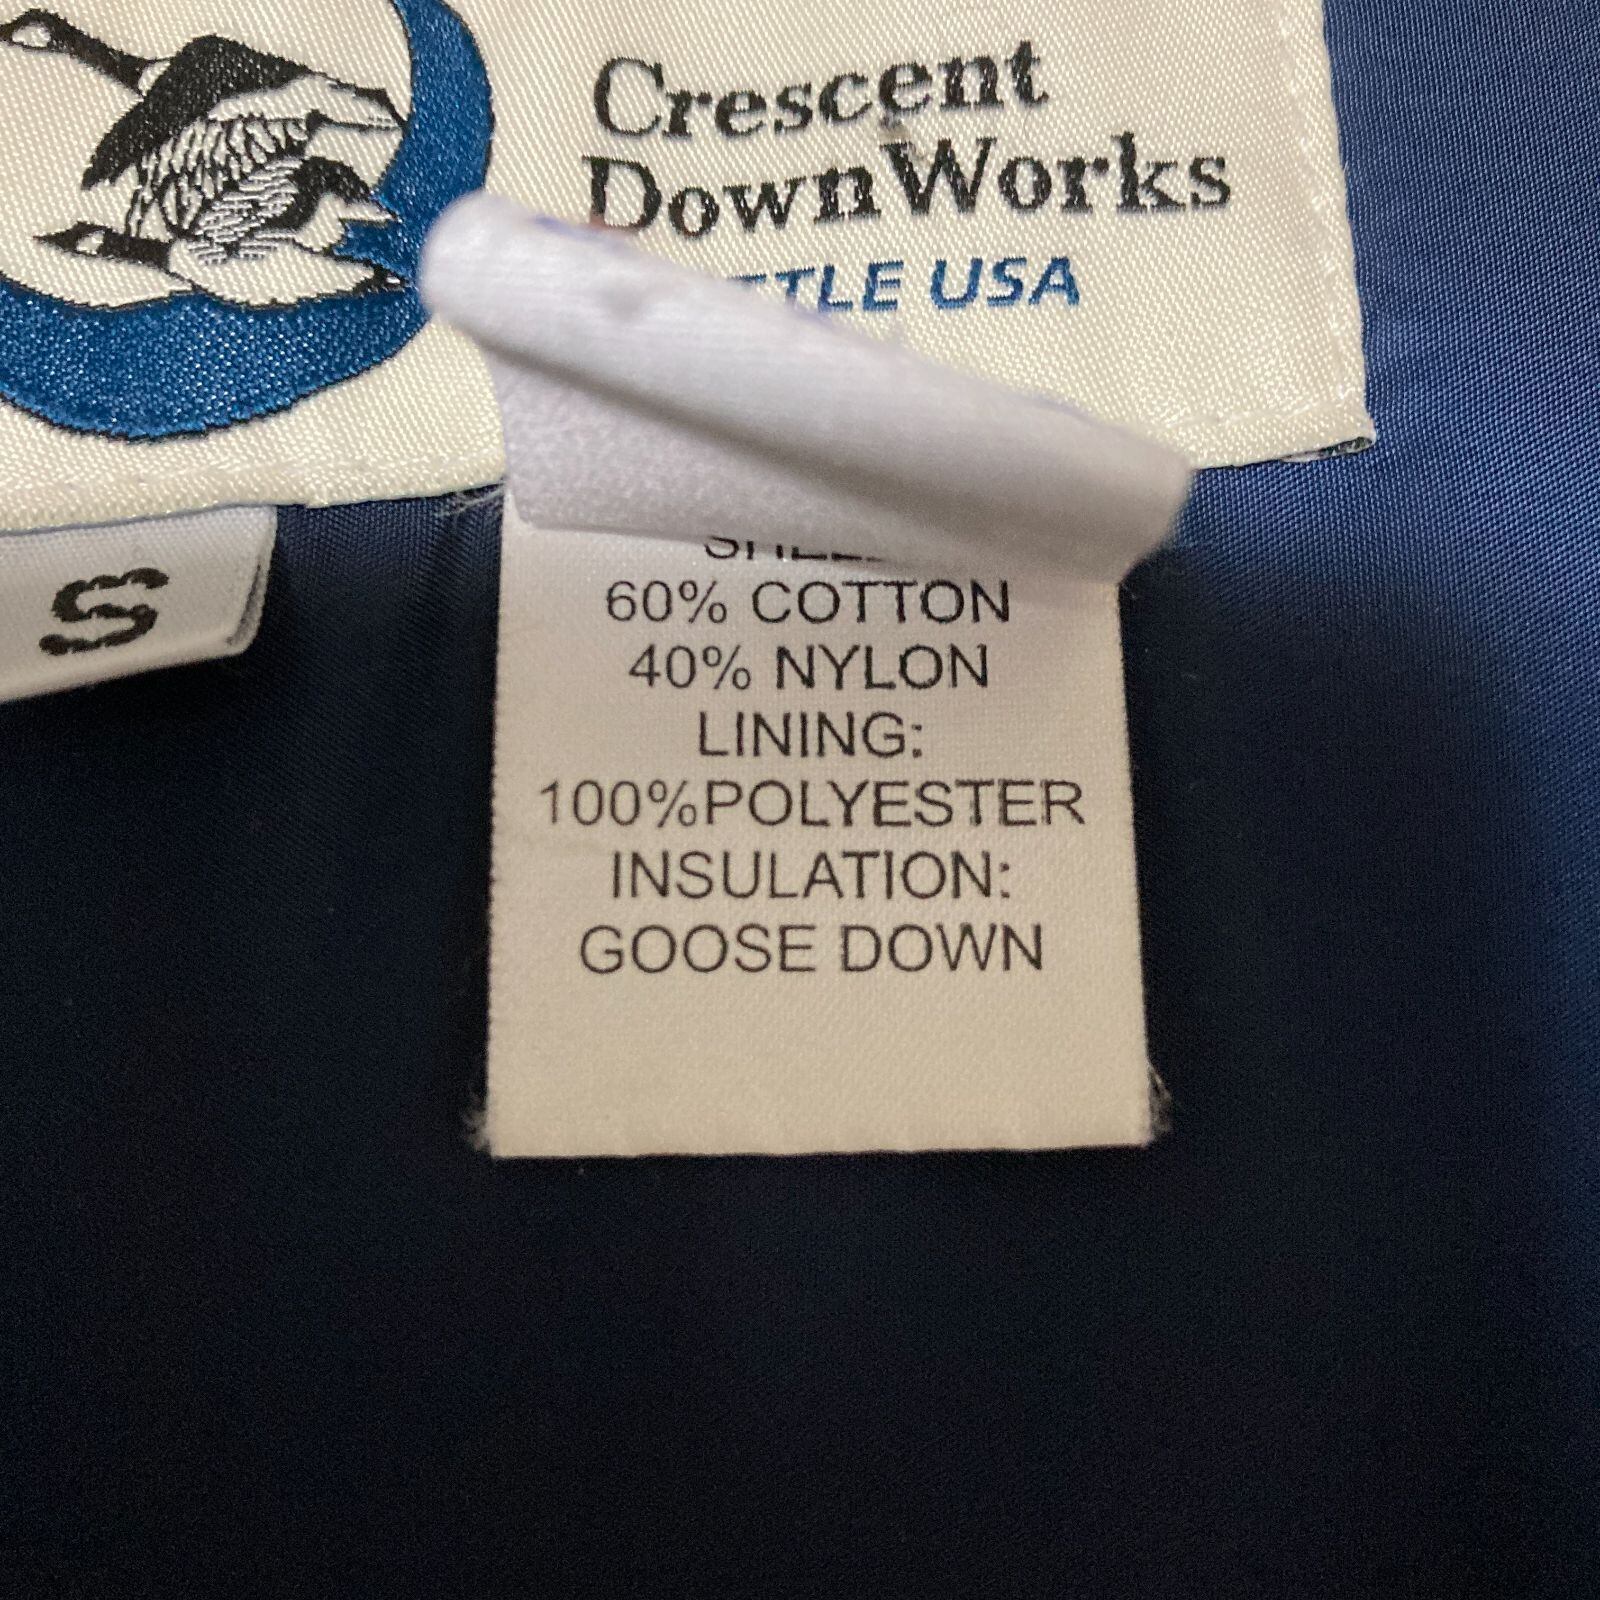 Crescent
DownWorks
USA
S
60% COTTON
40% NYLON
LINING:
100%POLYESTER
INSULATION:
GOOSE DOWN